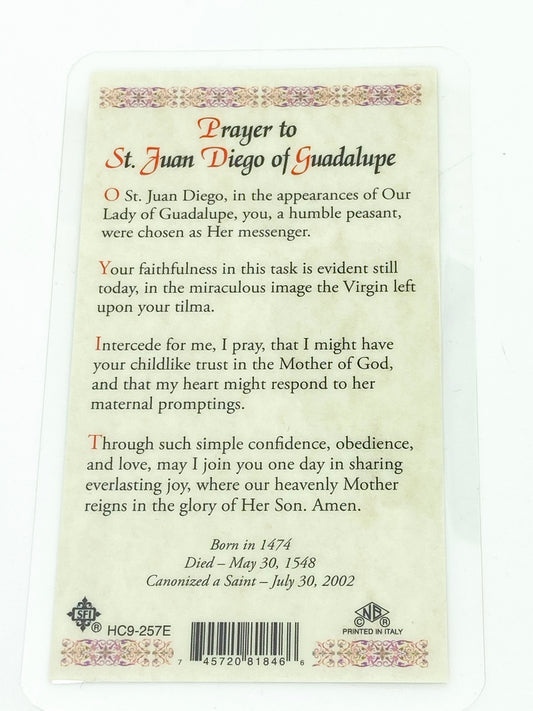 Prayer to
St. Juan Diego of Guadalupe
O St. Juan Diego, in the appearances of Our
Lady of Guadalupe, you, a humble peasant,
were chosen as Her messenger.
Your faithfulness in this task is evident still
today, in the miraculous image the Virgin left
upon your tilma.
Intercede for me, I pray, that I might have
your childlike trust in the Mother of God,
and that my heart might respond to her
maternal promptings.
Through such simple confidence, obedience,
and love, may I join you one day in sharing
everlasting joy, where our heavenly Mother
reigns in the glory of Her Son. Amen.
Born in 1474
Died – May 30, 1548
Canonized a Saint – July 30, 2002
SFI ® HC9-257E
7 45720 81846 6
© NB ®
PRINTED IN ITALY